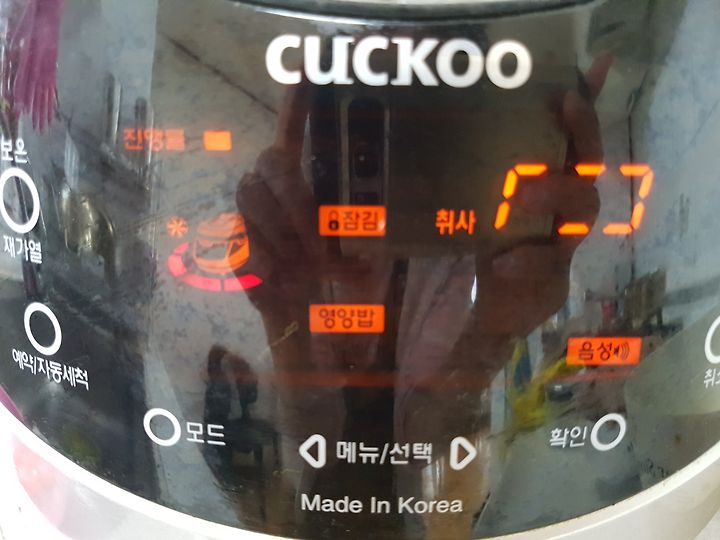 CUCKOO
진행률
보온
잠김
취사
재가열
영양밥
음성
예약/자동세척
모드
메뉴/선택
확인
Made In Korea